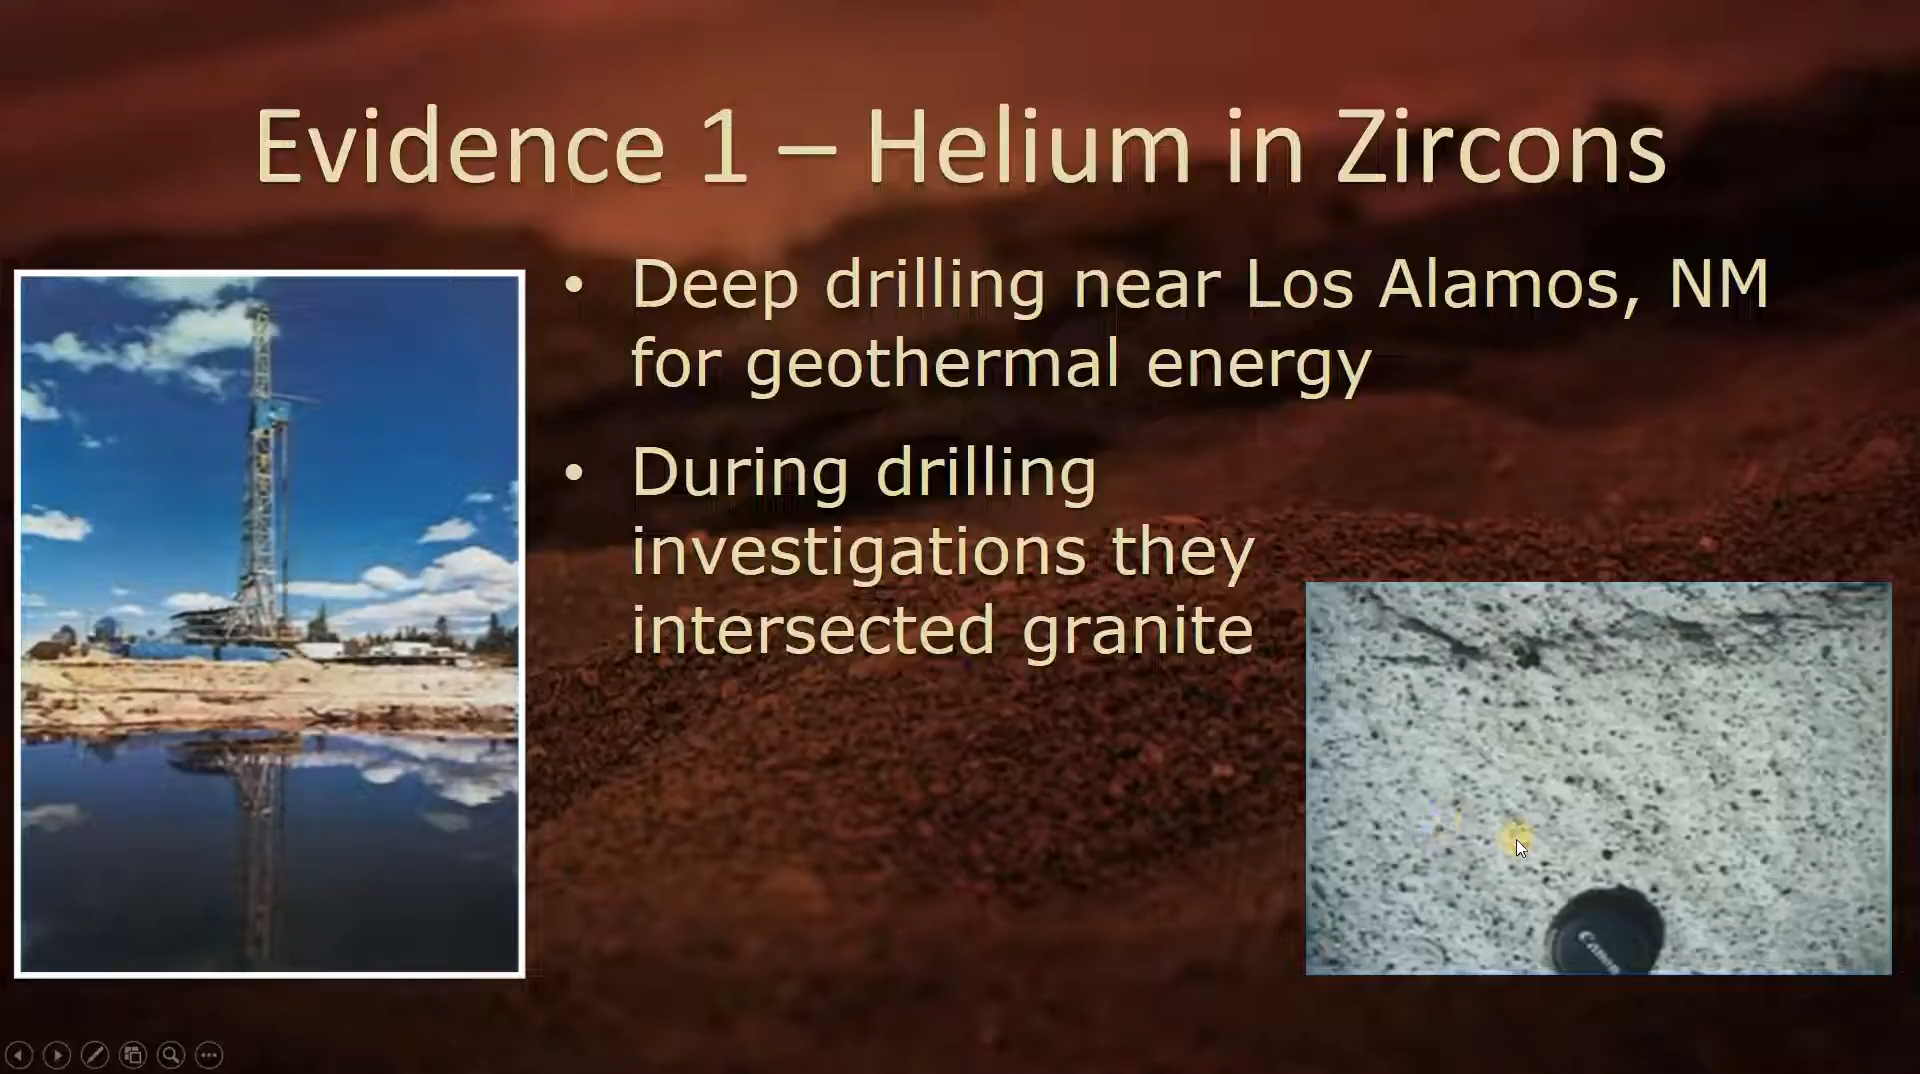 Evidence 1 – Helium in Zircons
• Deep drilling near Los Alamos, NM
for geothermal energy
• During drilling
investigations they
intersected granite
Canon